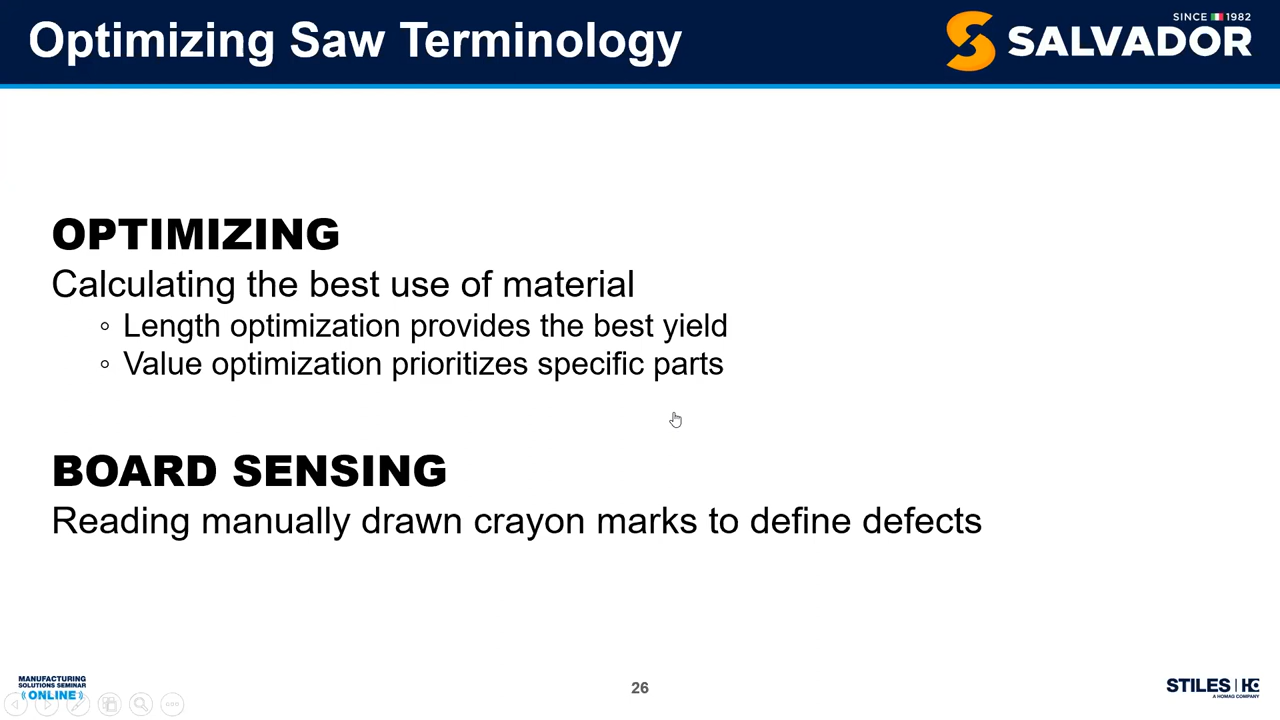 Optimizing Saw Terminology
SINCE 1982
SALVADOR
OPTIMIZING
Calculating the best use of material
◦ Length optimization provides the best yield
◦ Value optimization prioritizes specific parts
BOARD SENSING
Reading manually drawn crayon marks to define defects
MANUFACTURING
SOLUTIONS SEMINAR
ONLINE
26
STILES
A HOMAG COMPANY